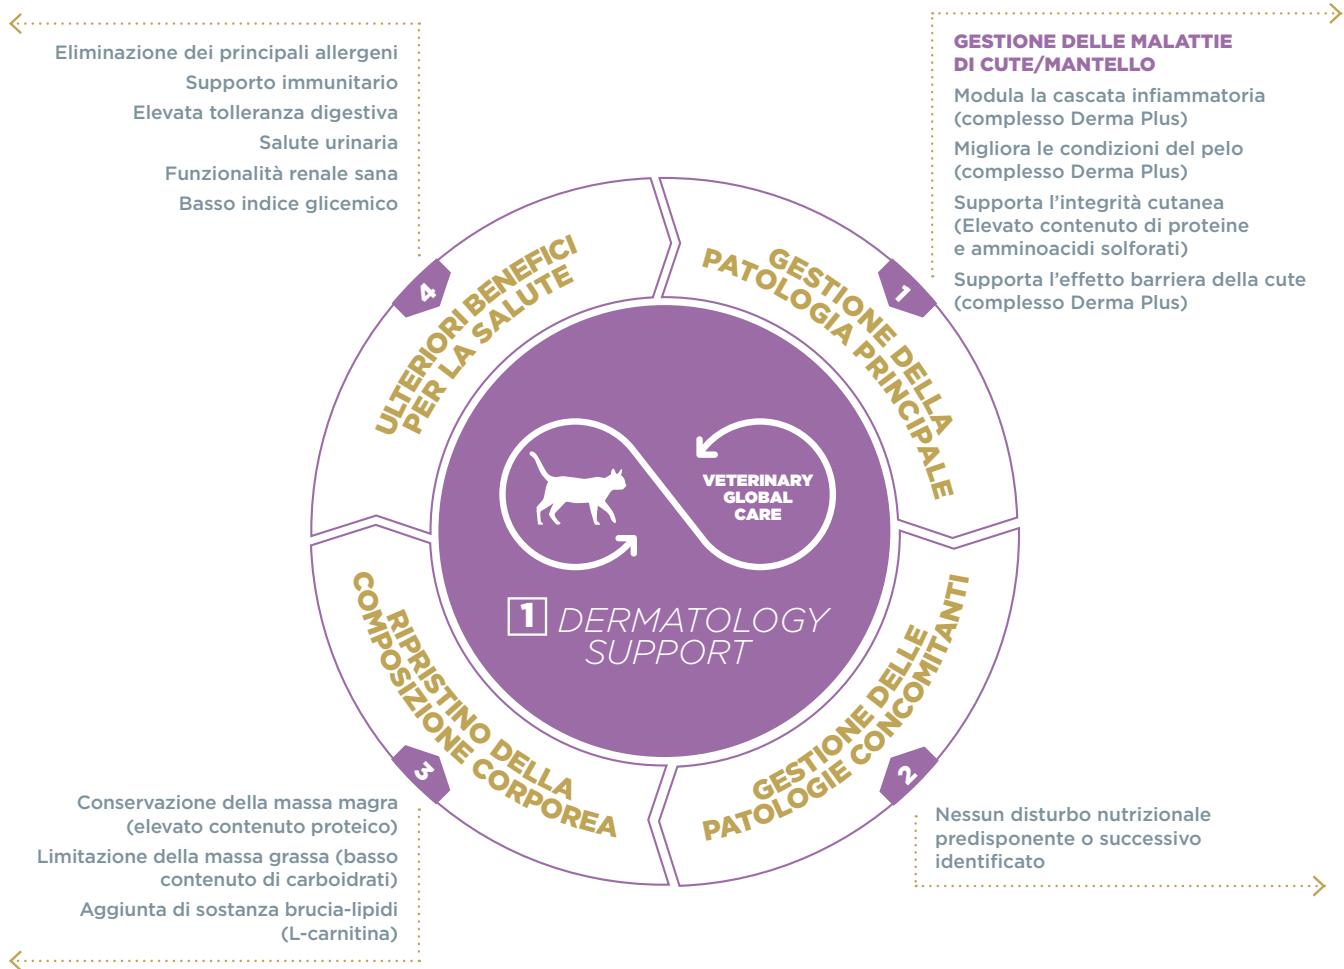 Eliminazione dei principali allergeni
Supporto immunitario
Elevata tolleranza digestiva
Salute urinaria
Funzionalità renale sana
Basso indice glicemico
GESTIONE DELLE MALATTIE
DI CUTE/MANTELLO
Modula la cascata infiammatoria
(complesso Derma Plus)
Migliora le condizioni del pelo
(complesso Derma Plus)
Supporta l’integrità cutanea
(Elevato contenuto di proteine
e amminoacidi solforati)
Supporta l’effetto barriera della cute
(complesso Derma Plus)
4
ULTERIORI BENEFICI
PER LA SALUTE
1
GESTIONE DELLA
PATOLOGIA PRINCIPALE
VETERINARY
GLOBAL
CARE
1 DERMATOLOGY
SUPPORT
3
RIPRISTINO DELLA
COMPOSIZIONE CORPOREA
2
GESTIONE DELLE
PATOLOGIE CONCOMITANTI
Conservazione della massa magra
(elevato contenuto proteico)
Limitazione della massa grassa (basso
contenuto di carboidrati)
Aggiunta di sostanza brucia-lipidi
(L-carnitina)
Nessun disturbo nutrizionale
predisponente o successivo
identificato